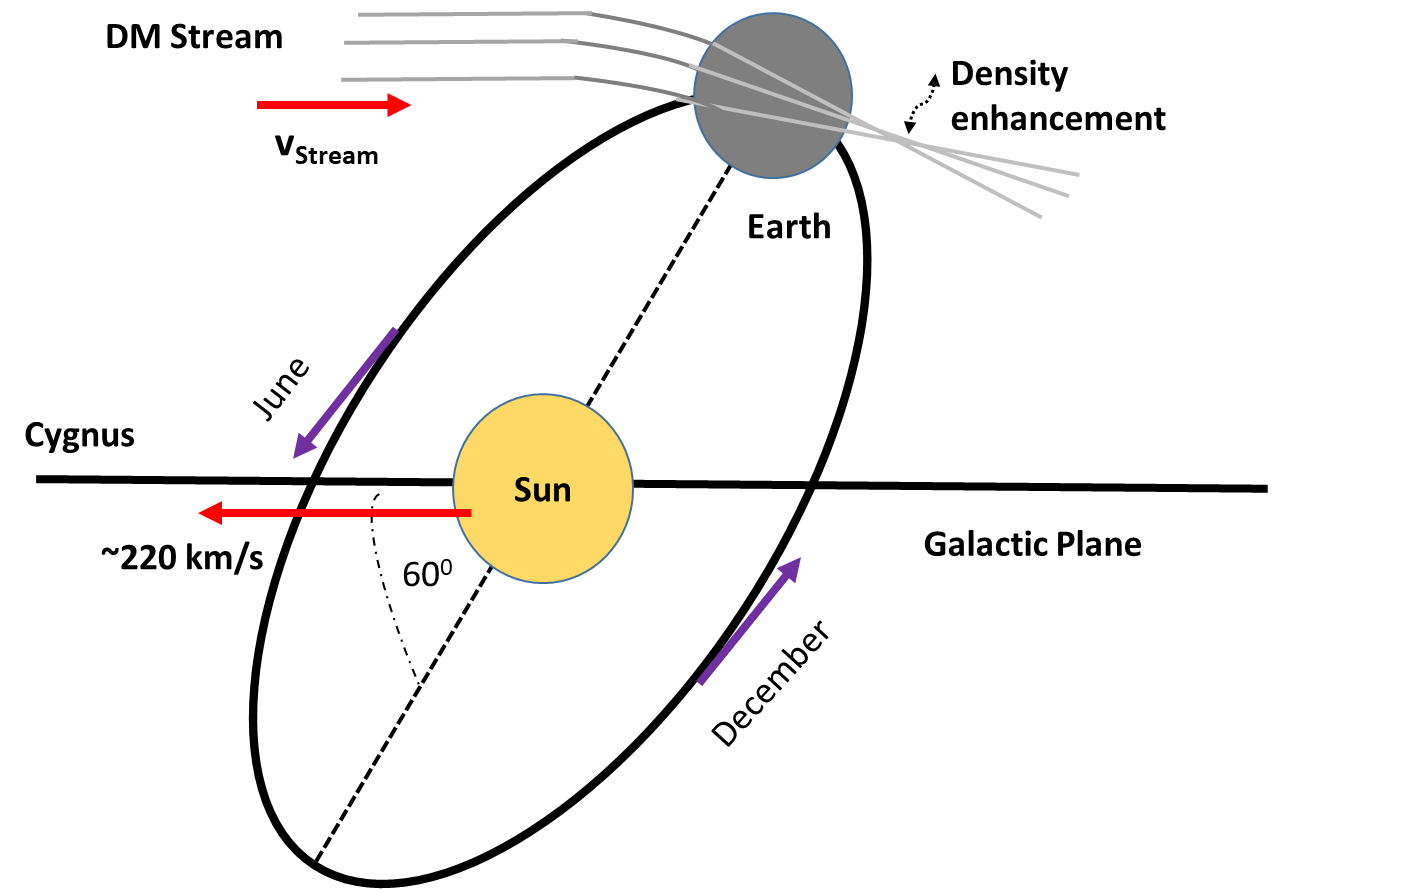 DM Stream
vStream
Density
enhancement
Earth
June
Cygnus
Sun
~220 km/s
60⁰
Galactic Plane
December